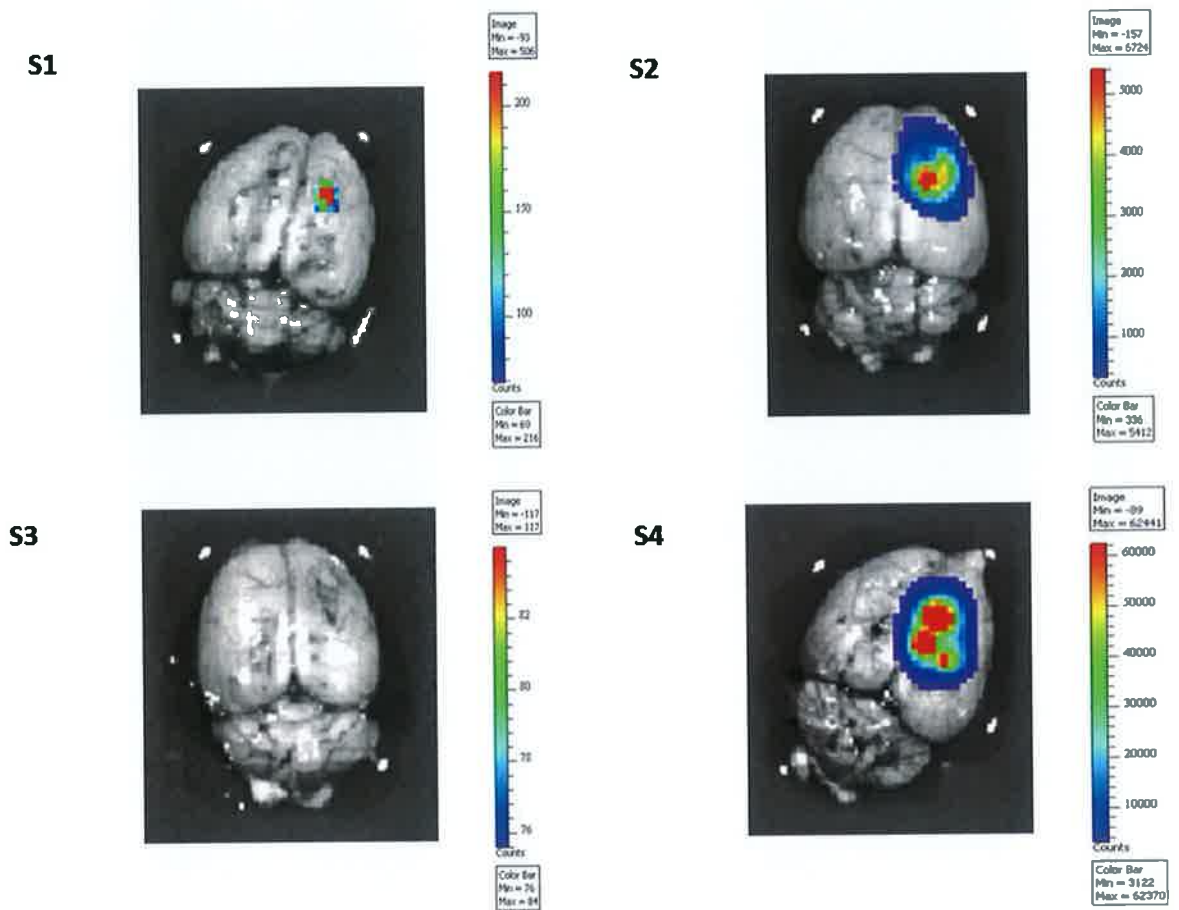 S1
Image
Min = -93
Max = 506
200
150
100
Counts
Color Bar
Min = 69
Max = 216
S2
Image
Min = -157
Max = 6724
5000
4000
3000
2000
1000
Counts
Color Bar
Min = 336
Max = 5412
S3
Image
Min = -117
Max = 117
82
80
78
76
Counts
Color Bar
Min = 76
Max = 84
S4
Image
Min = -89
Max = 62441
60000
50000
40000
30000
20000
10000
Counts
Color Bar
Min = 3122
Max = 62370